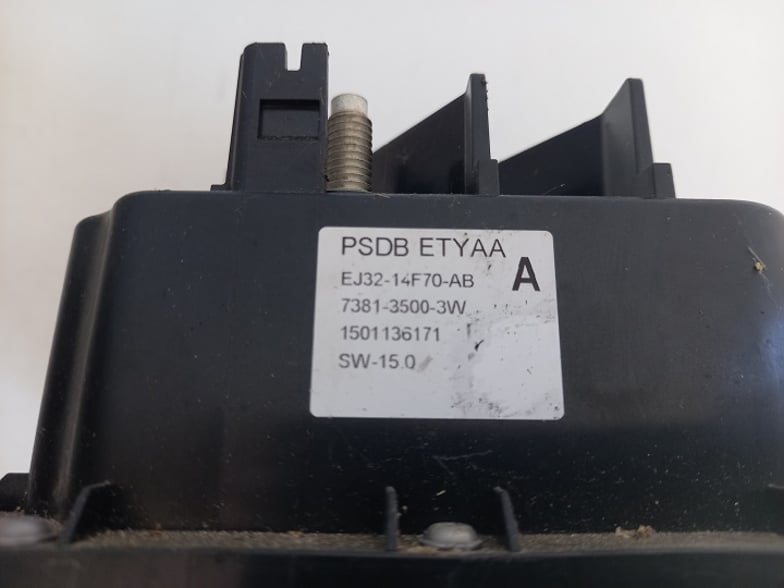 PSDB ETYAA
A
EJ32-14F70-AB
7381-3500-3W
1501136171
SW-15.0